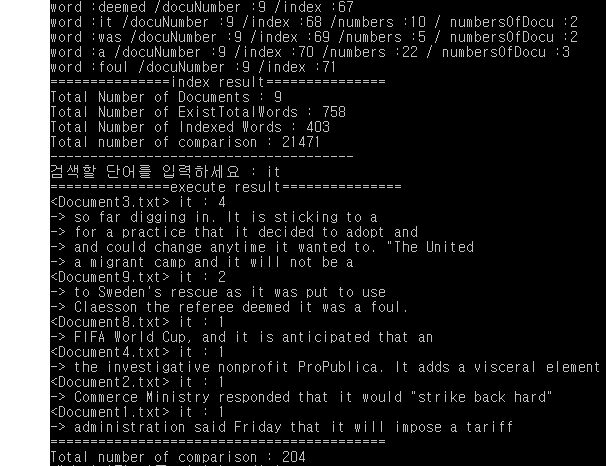 word :deemed /docuNumber :9 /index :67
word :it /docuNumber :9 /index :68 /numbers :10 / numbersOfDocu :2
word :was /docuNumber :9 /index :69 /numbers :5 / numbersOfDocu :2
word :a /docuNumber :9 /index :70 /numbers :22 / numbersOfDocu :3
word :foul /docuNumber :9 /index :71
===============index result===============
Total Number of Documents : 9
Total Number of ExistTotalWords : 758
Total Number of Indexed Words : 403
Total number of comparison : 21471
--------------------------------------
검색할 단어를 입력하세요 : it
===============execute result===============
<Document3.txt> it : 4
-> so far digging in. It is sticking to a
-> for a practice that it decided to adopt and
-> and could change anytime it wanted to. "The United
-> a migrant camp and it will not be a
<Document9.txt> it : 2
-> to Sweden's rescue as it was put to use
-> Claesson the referee deemed it was a foul.
<Document8.txt> it : 1
-> FIFA World Cup, and it is anticipated that an
<Document4.txt> it : 1
-> the investigative nonprofit ProPublica. It adds a visceral element
<Document2.txt> it : 1
-> Commerce Ministry responded that it would "strike back hard"
<Document1.txt> it : 1
-> administration said Friday that it will impose a tariff
==========================================
Total number of comparison : 204